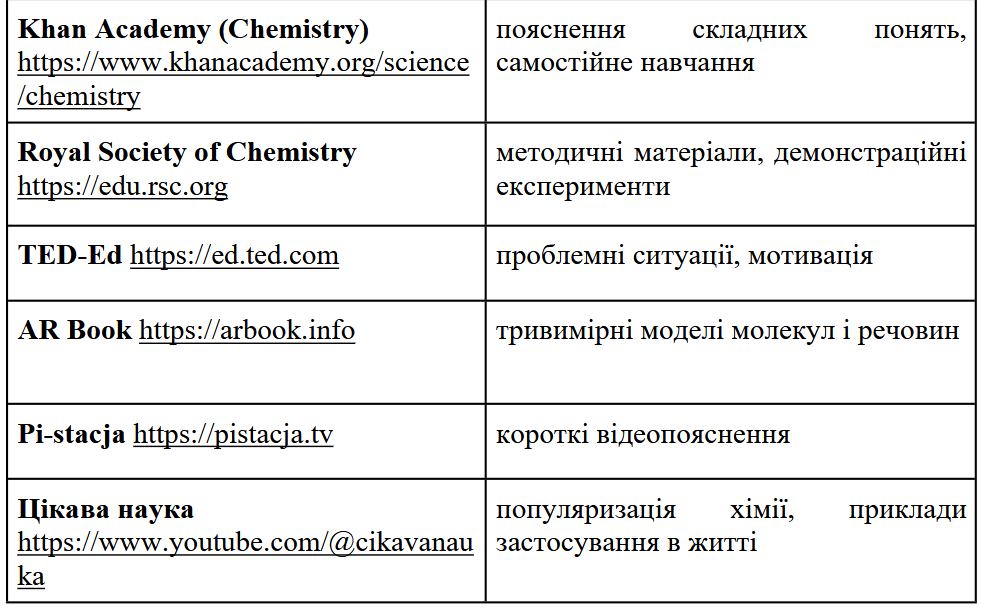 Khan Academy (Chemistry)
https://www.khanacademy.org/science
/chemistry
пояснення складних понять,
самостійне навчання
Royal Society of Chemistry
https://edu.rsc.org
методичні матеріали, демонстраційні
експерименти
TED-Ed https://ed.ted.com
проблемні ситуації, мотивація
AR Book https://arbook.info
тривимірні моделі молекул і речовин
Pi-stacja https://pistacja.tv
короткі відеопояснення
Цікава наука
https://www.youtube.com/@cikavanau
ka
популяризація хімії, приклади
застосування в житті